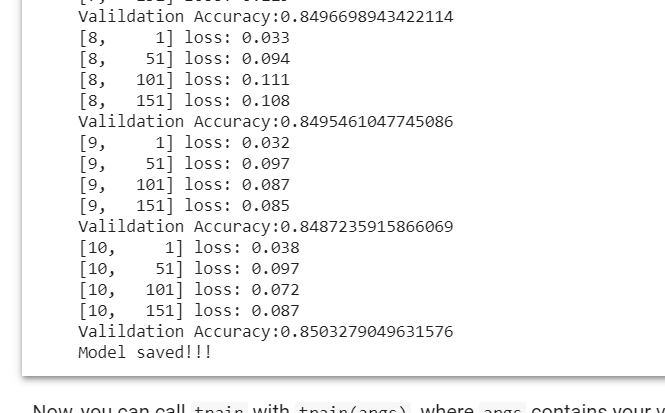 Valildation Accuracy:0.8496698943422114
[8,     1] loss: 0.033
[8,    51] loss: 0.094
[8,   101] loss: 0.111
[8,   151] loss: 0.108
Valildation Accuracy:0.8495461047745086
[9,     1] loss: 0.032
[9,    51] loss: 0.097
[9,   101] loss: 0.087
[9,   151] loss: 0.085
Valildation Accuracy:0.8487235915866069
[10,     1] loss: 0.038
[10,    51] loss: 0.097
[10,   101] loss: 0.072
[10,   151] loss: 0.087
Valildation Accuracy:0.8503279049631576
Model saved!!!
Now, you can call train with train(args), where args contains your